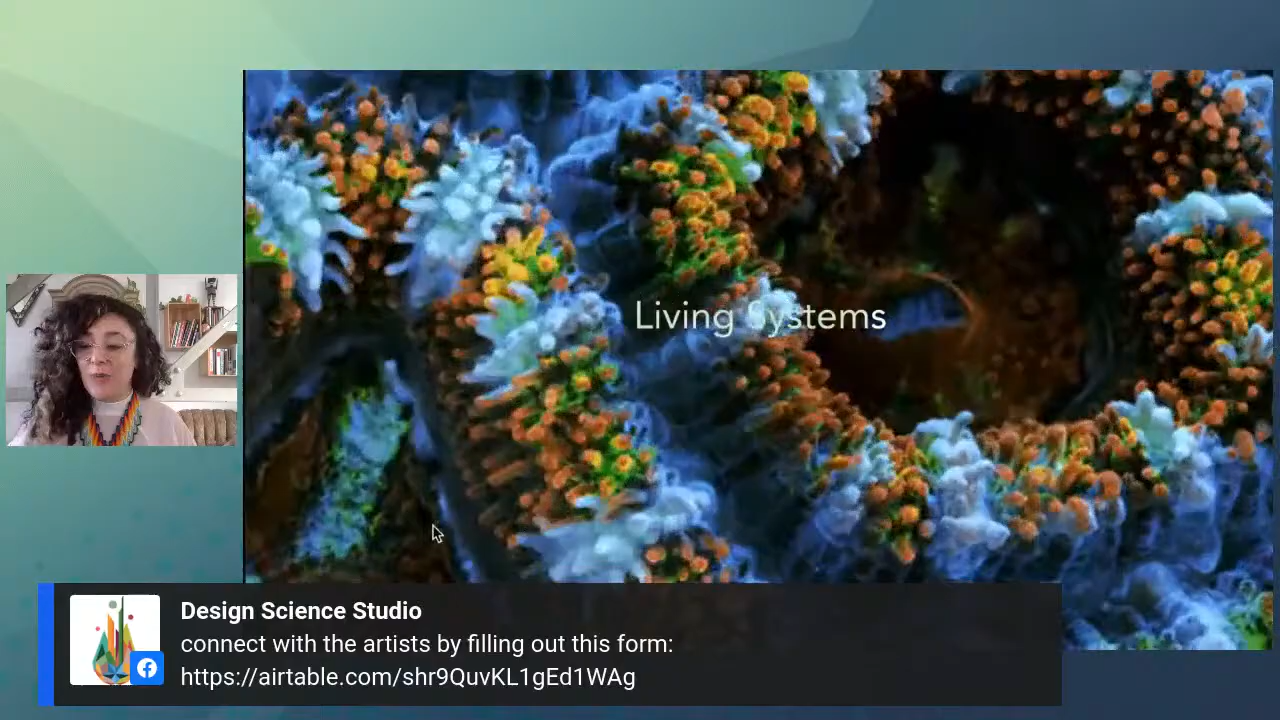 Living Systems
Design Science Studio
connect with the artists by filling out this form:
https://airtable.com/shr9QuvKL1gEd1WAg